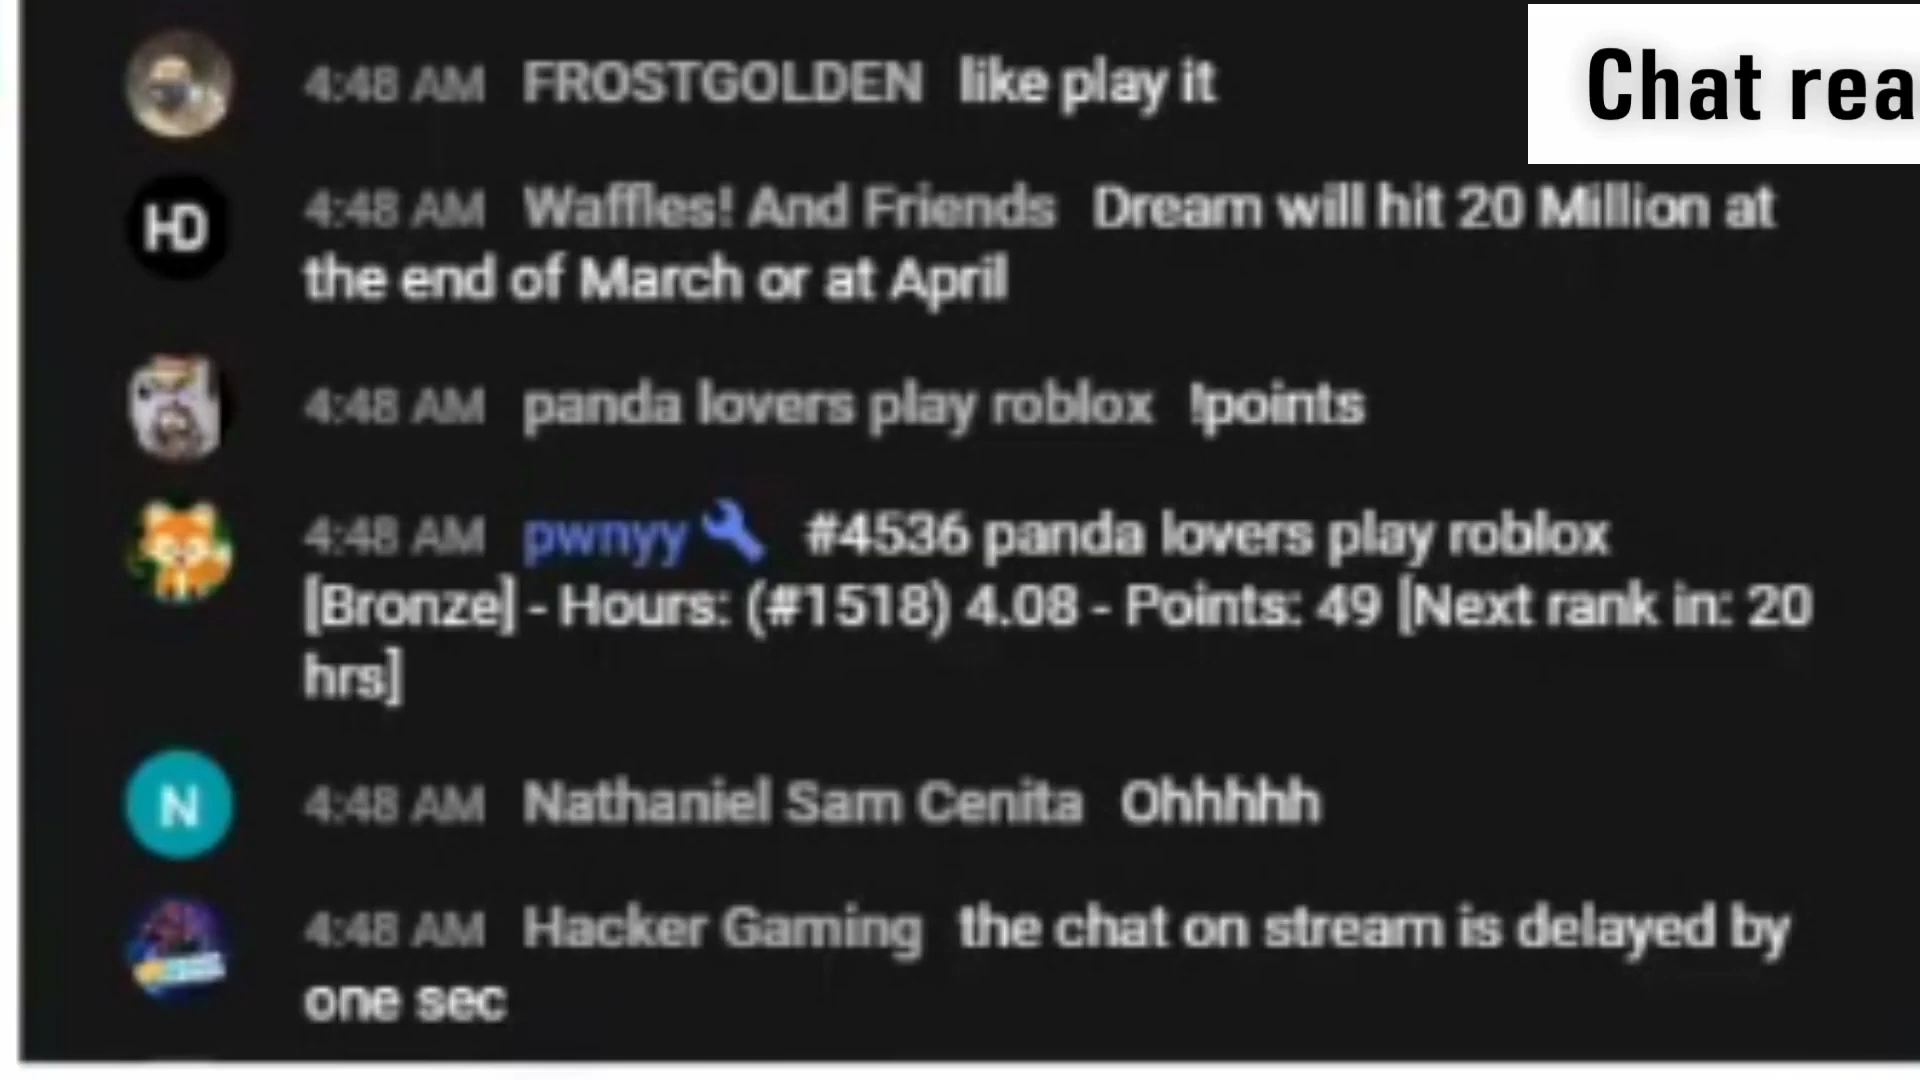 4:48 AM FROSTGOLDEN like play it
Chat rea
HD
4:48 AM Waffles! And Friends Dream will hit 20 Million at
the end of March or at April
4:48 AM panda lovers play roblox !points
4:48 AM pwnyy #4536 panda lovers play roblox
[Bronze] - Hours: (#1518) 4.08 - Points: 49 [Next rank in: 20
hrs]
N
4:48 AM Nathaniel Sam Cenita Ohhhhh
4:48 AM Hacker Gaming the chat on stream is delayed by
one sec